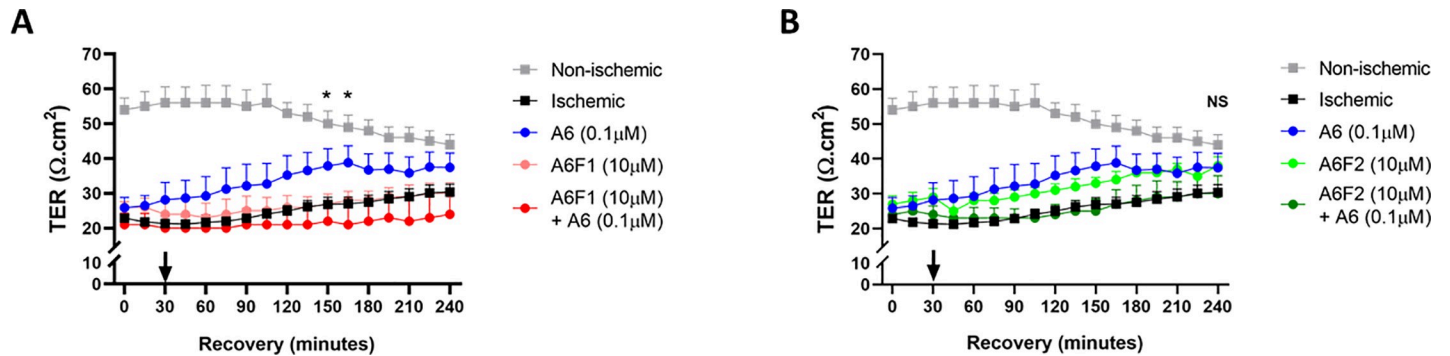 A
70
60
50
40
30
20
10
0
TER (Ω.cm²)
* *
0 30 60 90 120 150 180 210 240
Recovery (minutes)
Non-ischemic
Ischemic
A6 (0.1µM)
A6F1 (10µM)
A6F1 (10µM)
+ A6 (0.1µM)
B
70
60
50
40
30
20
10
0
TER (Ω.cm²)
NS
0 30 60 90 120 150 180 210 240
Recovery (minutes)
Non-ischemic
Ischemic
A6 (0.1µM)
A6F2 (10µM)
A6F2 (10µM)
+ A6 (0.1µM)